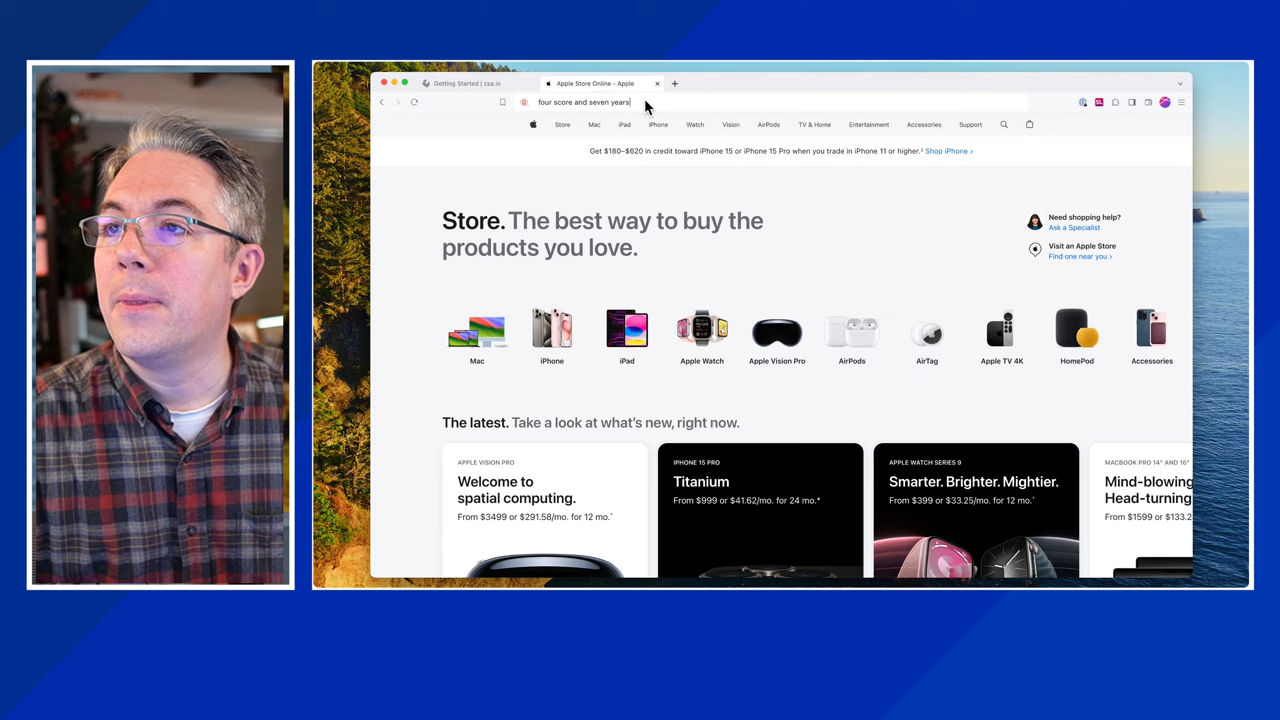 Getting Started | zsa.io
Apple Store Online - Apple
four score and seven years
Store Mac iPad iPhone Watch Vision AirPods TV & Home Entertainment Accessories Support
Get $180–$620 in credit toward iPhone 15 or iPhone 15 Pro when you trade in iPhone 11 or higher.¹ Shop iPhone >
Store. The best way to buy the
products you love.
Need shopping help?
Ask a Specialist
Visit an Apple Store
Find one near you >
Mac
iPhone
iPad
Apple Watch
Apple Vision Pro
AirPods
AirTag
Apple TV 4K
HomePod
Accessories
The latest. Take a look at what's new, right now.
APPLE VISION PRO
Welcome to
spatial computing.
From $3499 or $291.58/mo. for 12 mo.†
IPHONE 15 PRO
Titanium
From $999 or $41.62/mo. for 24 mo.*
APPLE WATCH SERIES 9
Smarter. Brighter. Mightier.
From $399 or $33.25/mo. for 12 mo.†
MACBOOK PRO 14" AND 16"
Mind-blowing
Head-turning
From $1599 or $133.2